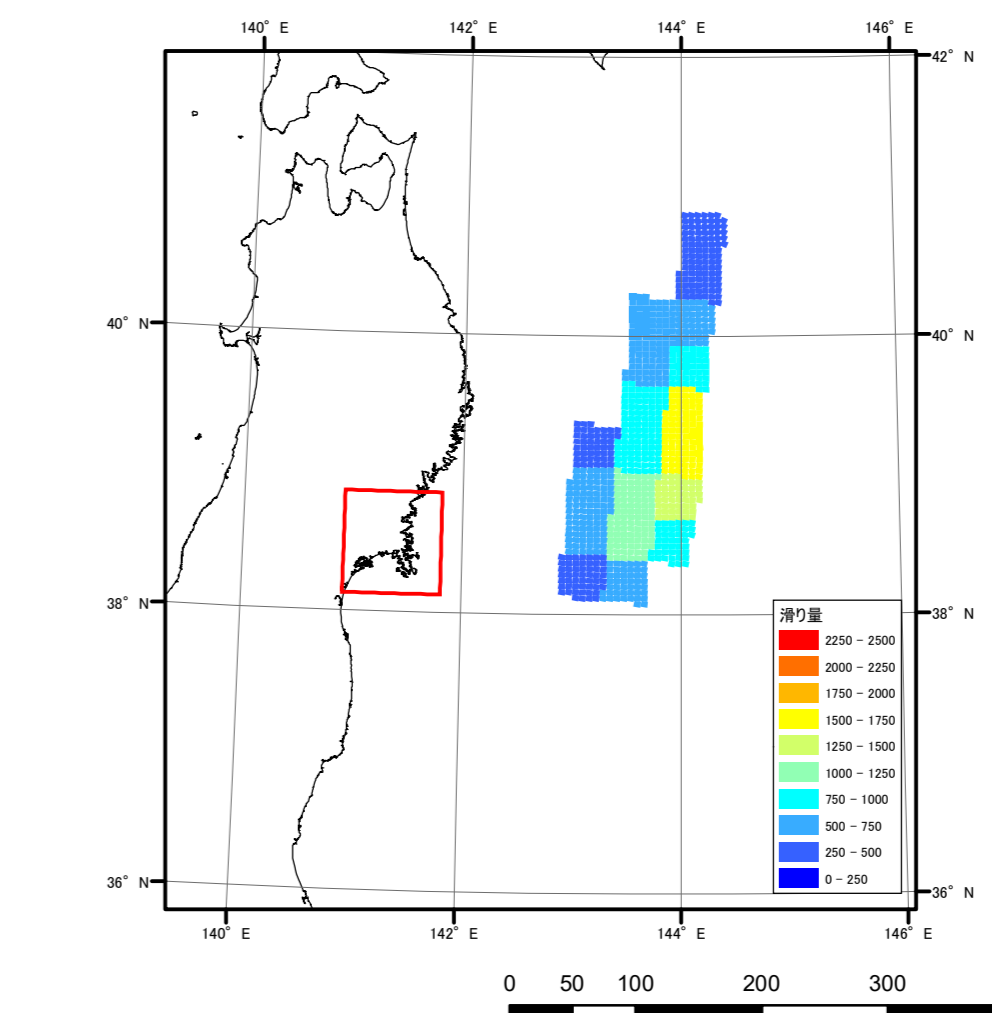 140° E
142° E
144° E
146° E
42° N
40° N
40° N
38° N
38° N
滑り量
2250 - 2500
2000 - 2250
1750 - 2000
1500 - 1750
1250 - 1500
1000 - 1250
750 - 1000
500 - 750
250 - 500
0 - 250
36° N
36° N
140° E
142° E
144° E
146° E
0 50 100 200 300